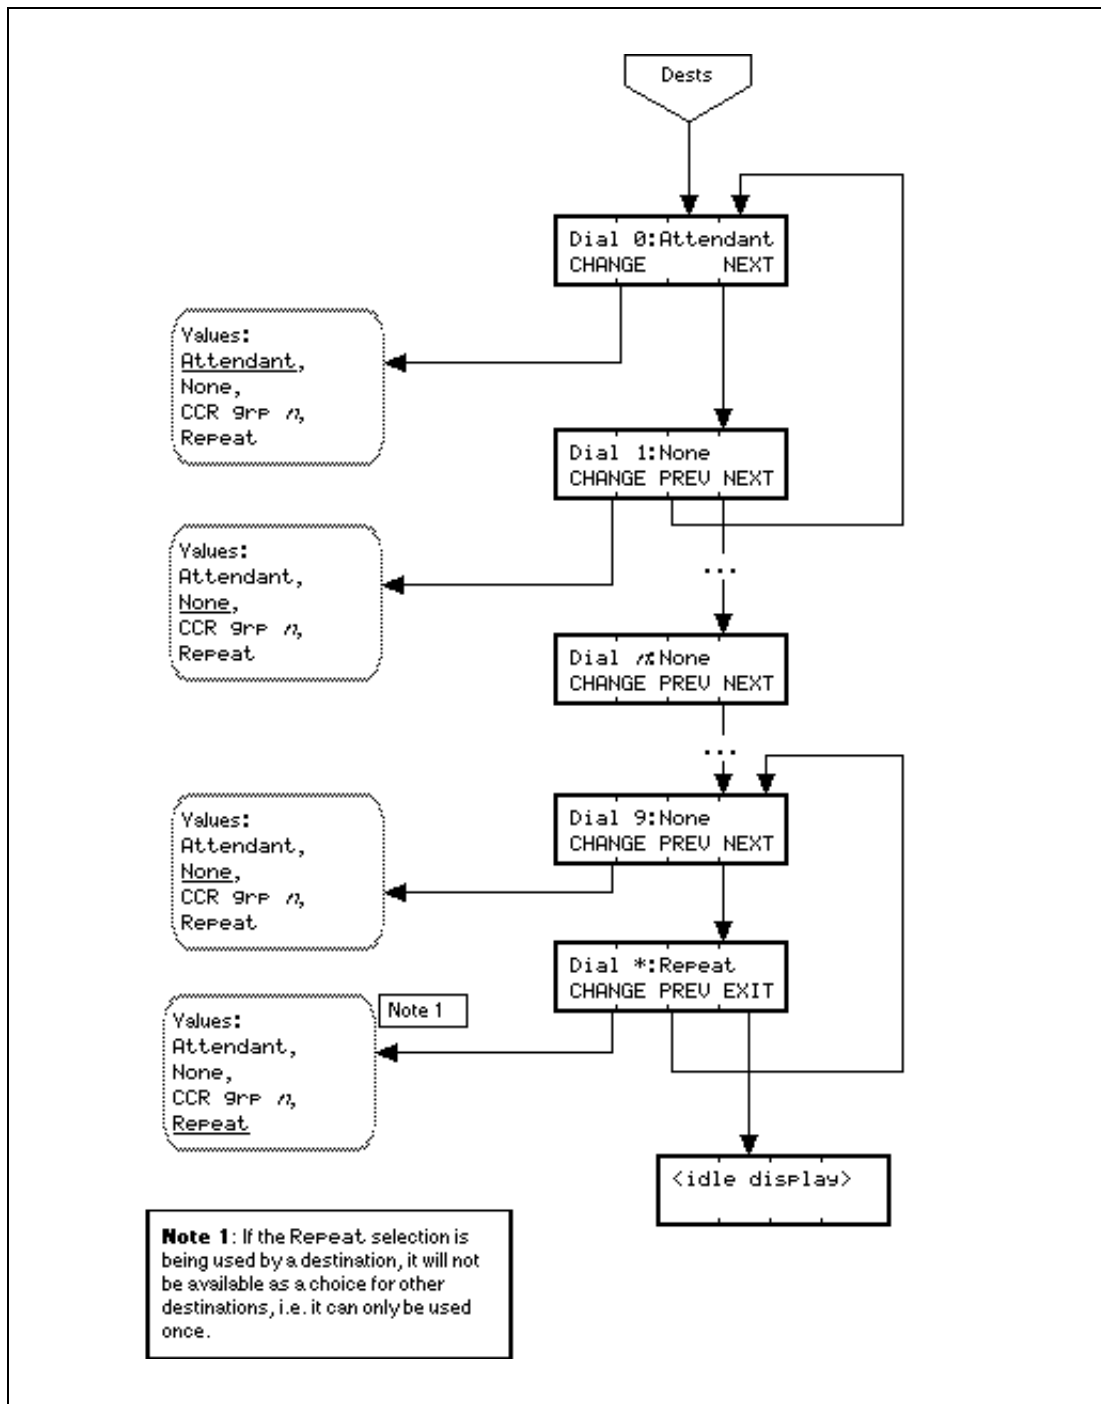 Dests
Dial 0:Attendant
CHANGE NEXT
Values:
Attendant,
None,
CCR grp n,
Repeat
Dial 1:None
CHANGE PREV NEXT
Values:
Attendant,
None,
CCR grp n,
Repeat
...
Dial n:None
CHANGE PREV NEXT
...
Dial 9:None
CHANGE PREV NEXT
Values:
Attendant,
None,
CCR grp n,
Repeat
Dial *:Repeat
CHANGE PREV EXIT
Note 1
Values:
Attendant,
None,
CCR grp n,
Repeat
<idle display>
Note 1: If the Repeat selection is
being used by a destination, it will not
be available as a choice for other
destinations, i.e. it can only be used
once.